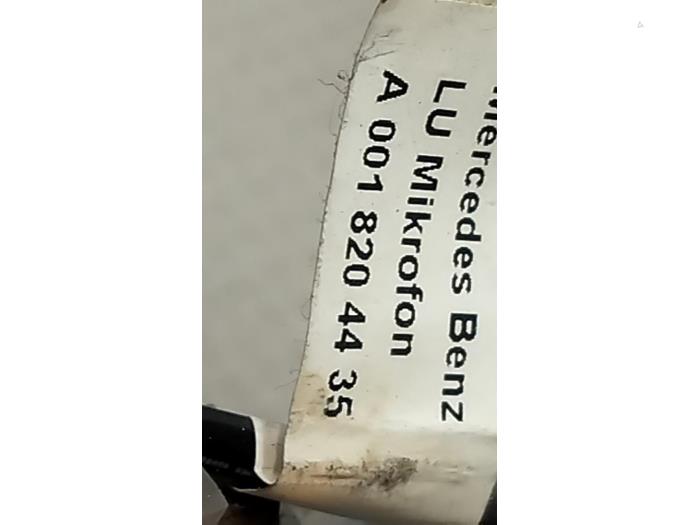 Mercedes Benz
LU Mikrofon
A 001 820 44 35